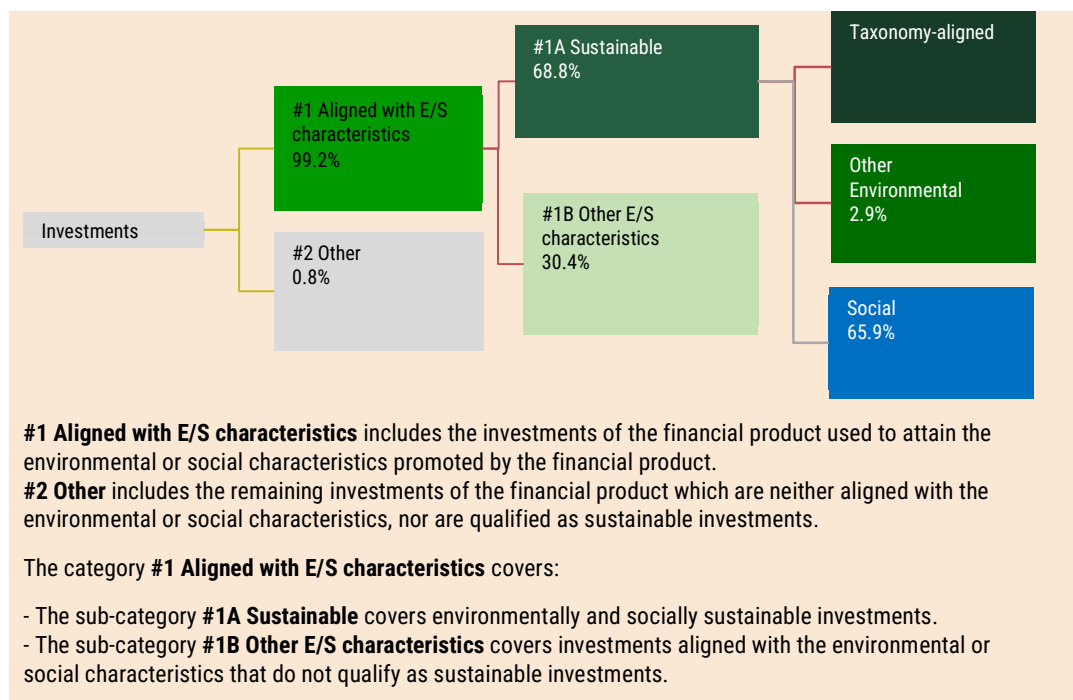 Taxonomy-aligned
#1A Sustainable
68.8%
#1 Aligned with E/S
characteristics
99.2%
Other
Environmental
2.9%
#1B Other E/S
characteristics
30.4%
Investments
#2 Other
0.8%
Social
65.9%
#1 Aligned with E/S characteristics includes the investments of the financial product used to attain the
environmental or social characteristics promoted by the financial product.
#2 Other includes the remaining investments of the financial product which are neither aligned with the
environmental or social characteristics, nor are qualified as sustainable investments.
The category #1 Aligned with E/S characteristics covers:
- The sub-category #1A Sustainable covers environmentally and socially sustainable investments.
- The sub-category #1B Other E/S characteristics covers investments aligned with the environmental or
social characteristics that do not qualify as sustainable investments.